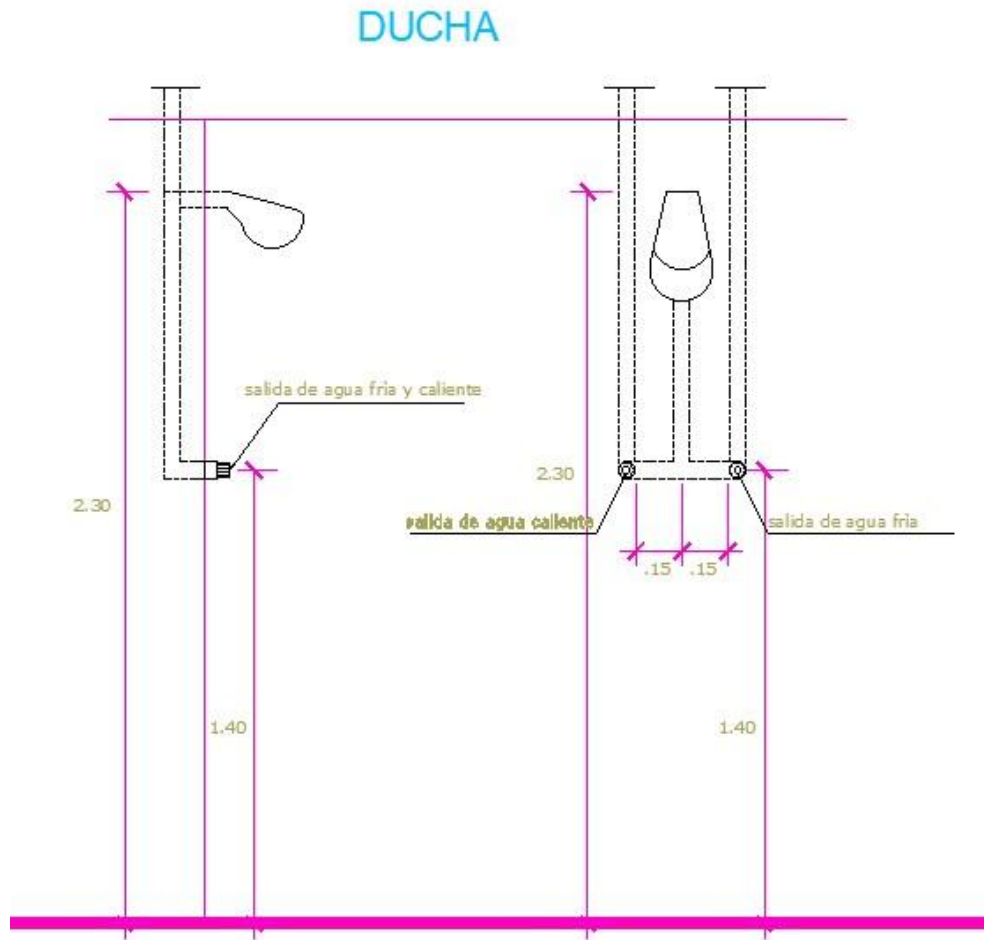 DUCHA
salida de agua fria y caliente
2.30
2.30
salida de agua caliente
salida de agua fria
.15 .15
1.40
1.40